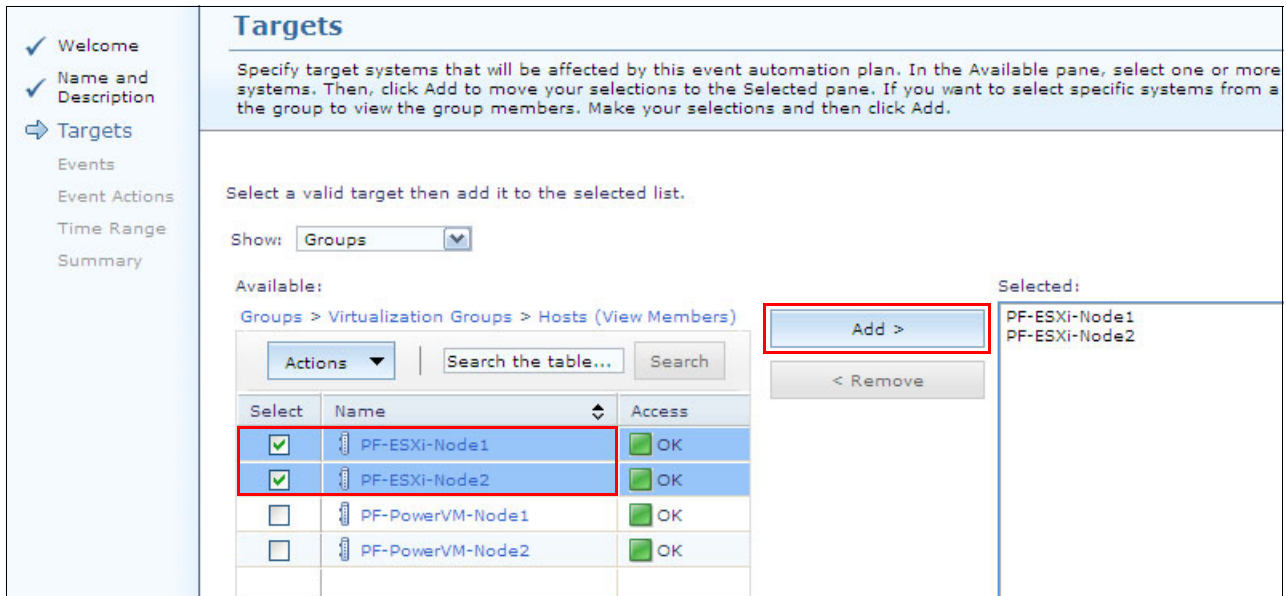 Targets
Welcome
Name and
Description
Targets
Events
Event Actions
Time Range
Summary
Specify target systems that will be affected by this event automation plan. In the Available pane, select one or more
systems. Then, click Add to move your selections to the Selected pane. If you want to select specific systems from a
the group to view the group members. Make your selections and then click Add.
Select a valid target then add it to the selected list.
Show: Groups
Available:
Groups > Virtualization Groups > Hosts (View Members)
Actions Search the table... Search
Select Name Access
PF-ESXi-Node1 OK
PF-ESXi-Node2 OK
PF-PowerVM-Node1 OK
PF-PowerVM-Node2 OK
Add >
< Remove
Selected:
PF-ESXi-Node1
PF-ESXi-Node2